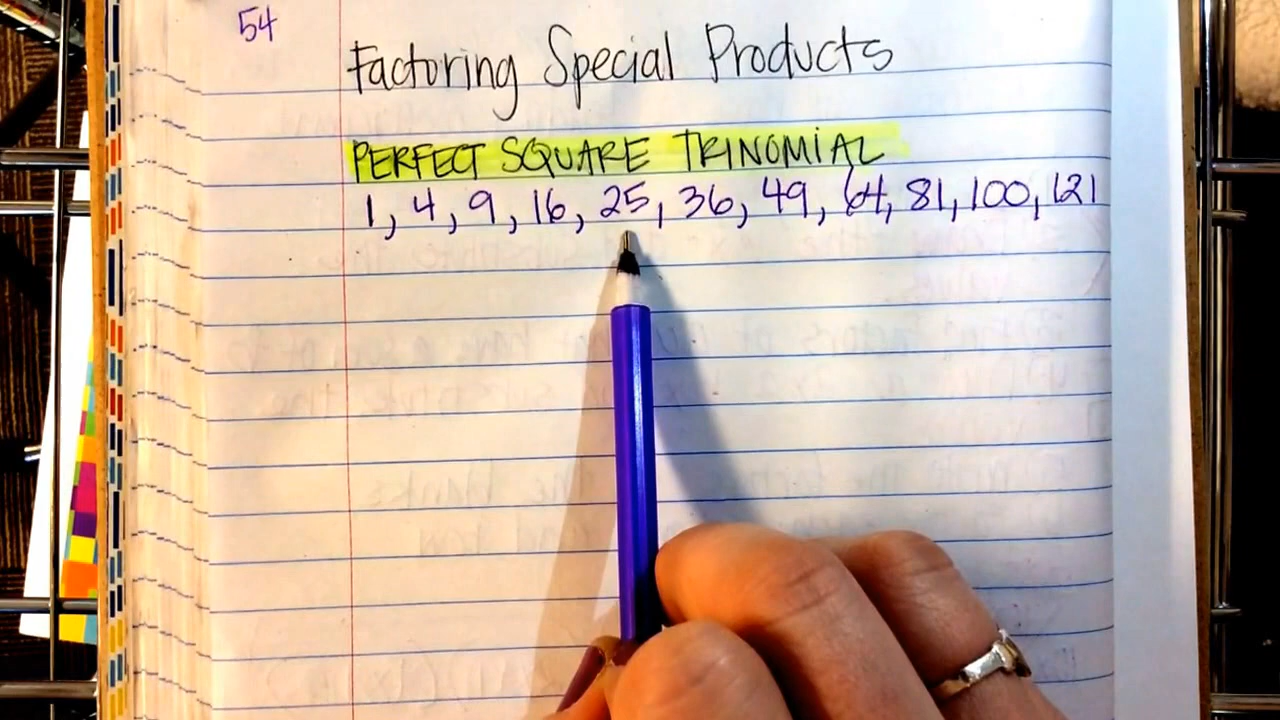 54
Factoring Special Products
PERFECT SQUARE TRINOMIAL
1, 4, 9, 16, 25, 36, 49, 64, 81, 100, 121